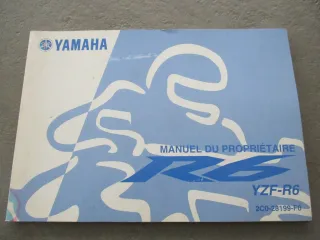 YAMAHA
MANUEL DU PROPRIÉTAIRE
R6
YZF-R6
2C0-28199-F0